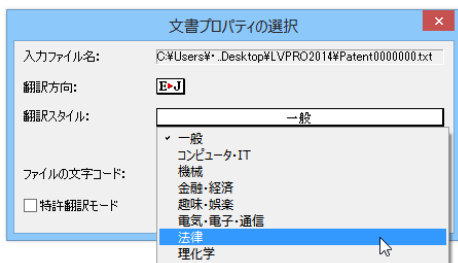 文書プロパティの選択
入力ファイル名:
C:¥Users¥・..Desktop¥LVPRO2014¥Patent0000000.txt
翻訳方向:
E▸J
翻訳スタイル:
一般
✓ 一般
コンピュータ・IT
機械
ファイルの文字コード:
金融・経済
趣味・娯楽
特許翻訳モード
電気・電子・通信
法律
理化学